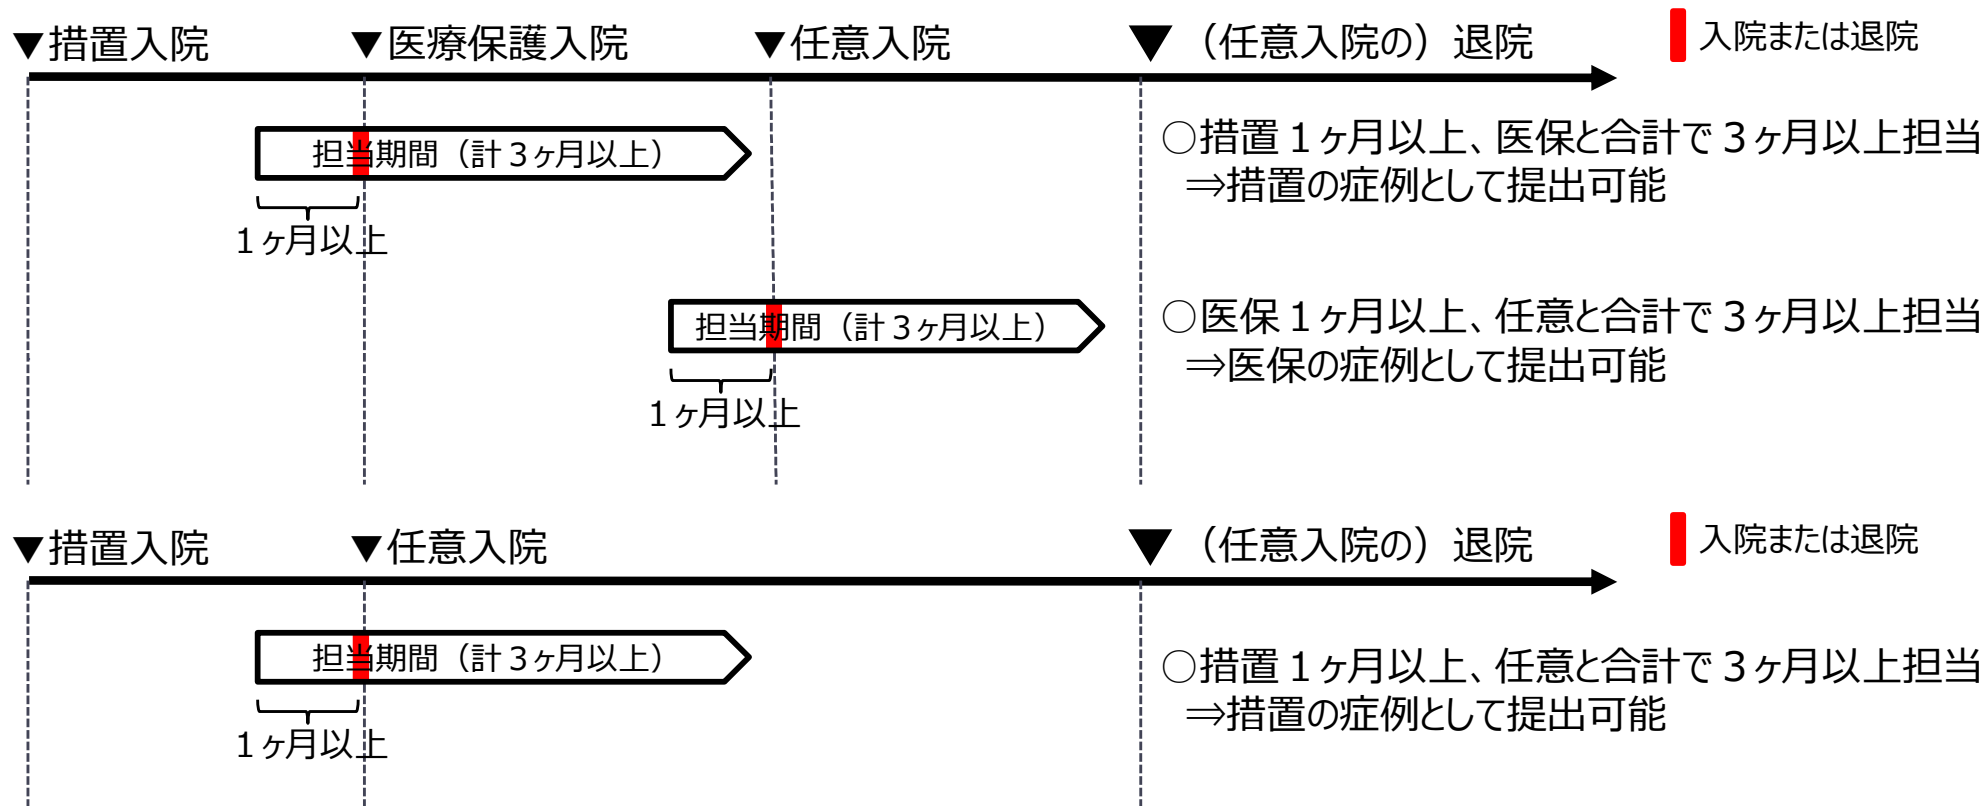 ▼措置入院 ▼医療保護入院 ▼任意入院 ▼（任意入院の）退院 入院または退院
担当期間（計３ヶ月以上）
１ヶ月以上
○措置１ヶ月以上、医保と合計で３ヶ月以上担当
⇒措置の症例として提出可能
担当期間（計３ヶ月以上）
１ヶ月以上
○医保１ヶ月以上、任意と合計で３ヶ月以上担当
⇒医保の症例として提出可能
▼措置入院 ▼任意入院 ▼（任意入院の）退院 入院または退院
担当期間（計３ヶ月以上）
１ヶ月以上
○措置１ヶ月以上、任意と合計で３ヶ月以上担当
⇒措置の症例として提出可能